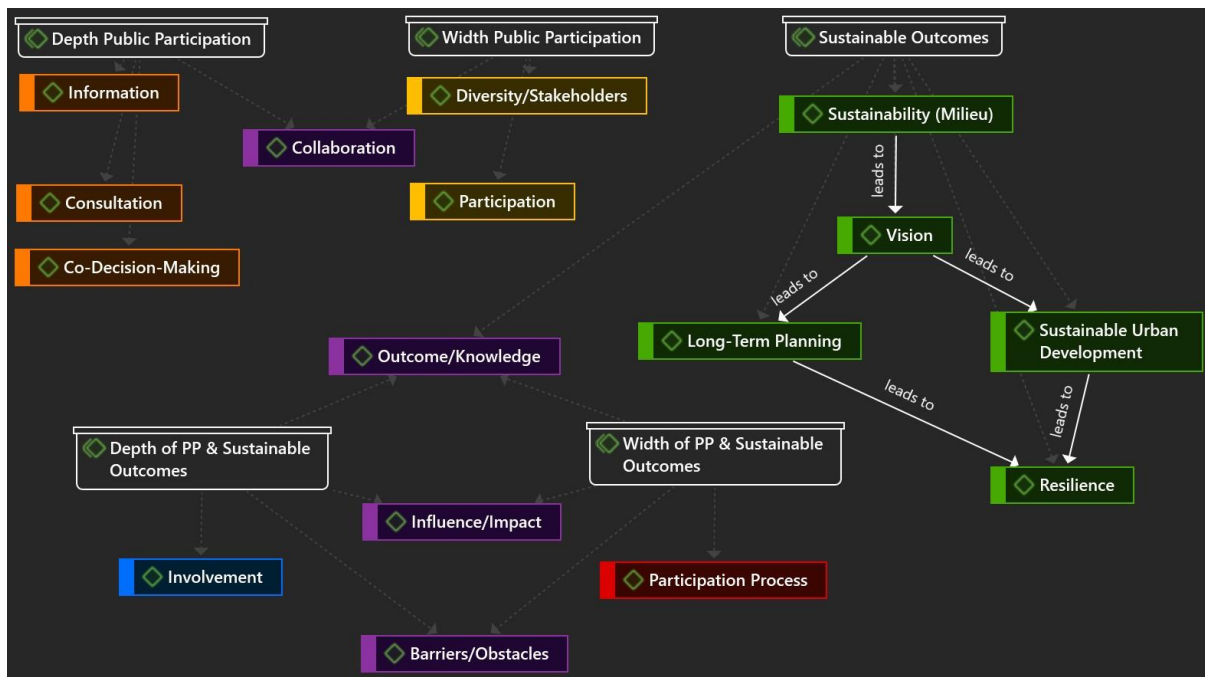 Depth Public Participation
Width Public Participation
Sustainable Outcomes
Information
Diversity/Stakeholders
Sustainability (Milieu)
Collaboration
leads to
Consultation
Participation
Vision
Co-Decision-Making
leads to
leads to
Outcome/Knowledge
Long-Term Planning
Sustainable Urban
Development
leads to
leads to
Depth of PP & Sustainable
Outcomes
Width of PP & Sustainable
Outcomes
Resilience
Influence/Impact
Involvement
Participation Process
Barriers/Obstacles